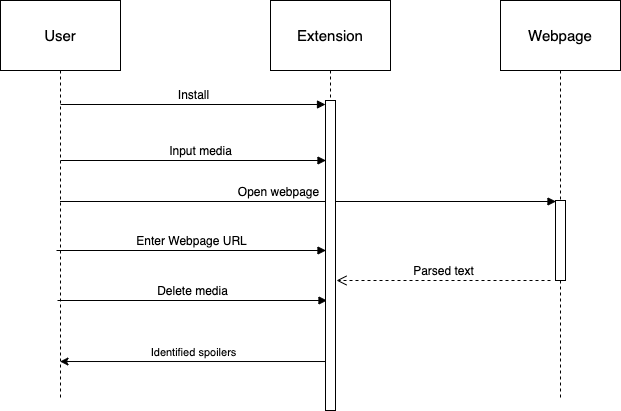 User
Extension
Webpage
Install
Input media
Open webpage
Enter Webpage URL
Parsed text
Delete media
Identified spoilers